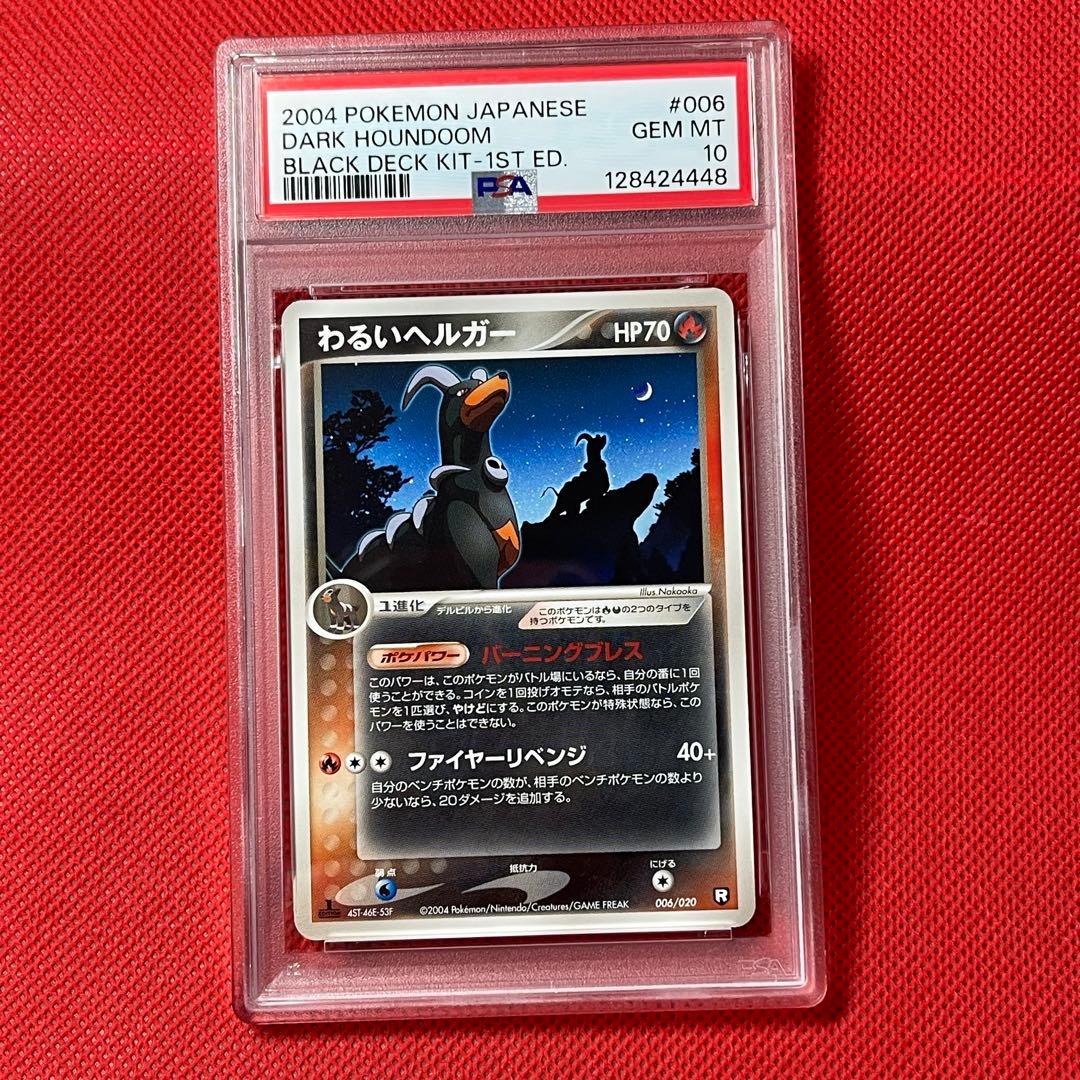 2004 POKEMON JAPANESE #006
DARK HOUNDOOM GEM MT
BLACK DECK KIT-1ST ED. 10
PSA 128424448
わるいヘルガー HP70
Illus. Nakaoka
1進化 デルビルから進化
このポケモンは の2つのタイプを
持つポケモンです。
ポケパワー バーニングブレス
このパワーは、このポケモンがバトル場にいるなら、自分の番に1回
使うことができる。コインを1回投げオモテなら、相手のバトルポケ
モンを1匹選び、やけどにする。このポケモンが特殊状態なら、この
パワーを使うことはできない。
ファイヤーリベンジ 40+
自分のベンチポケモンの数が、相手のベンチポケモンの数より
少ないなら、20ダメージを追加する。
弱点 抵抗力 にげる
1 EDITION 4ST-46E-53F ©2004 Pokémon/Nintendo/Creatures/GAME FREAK 006/020 R
PSA